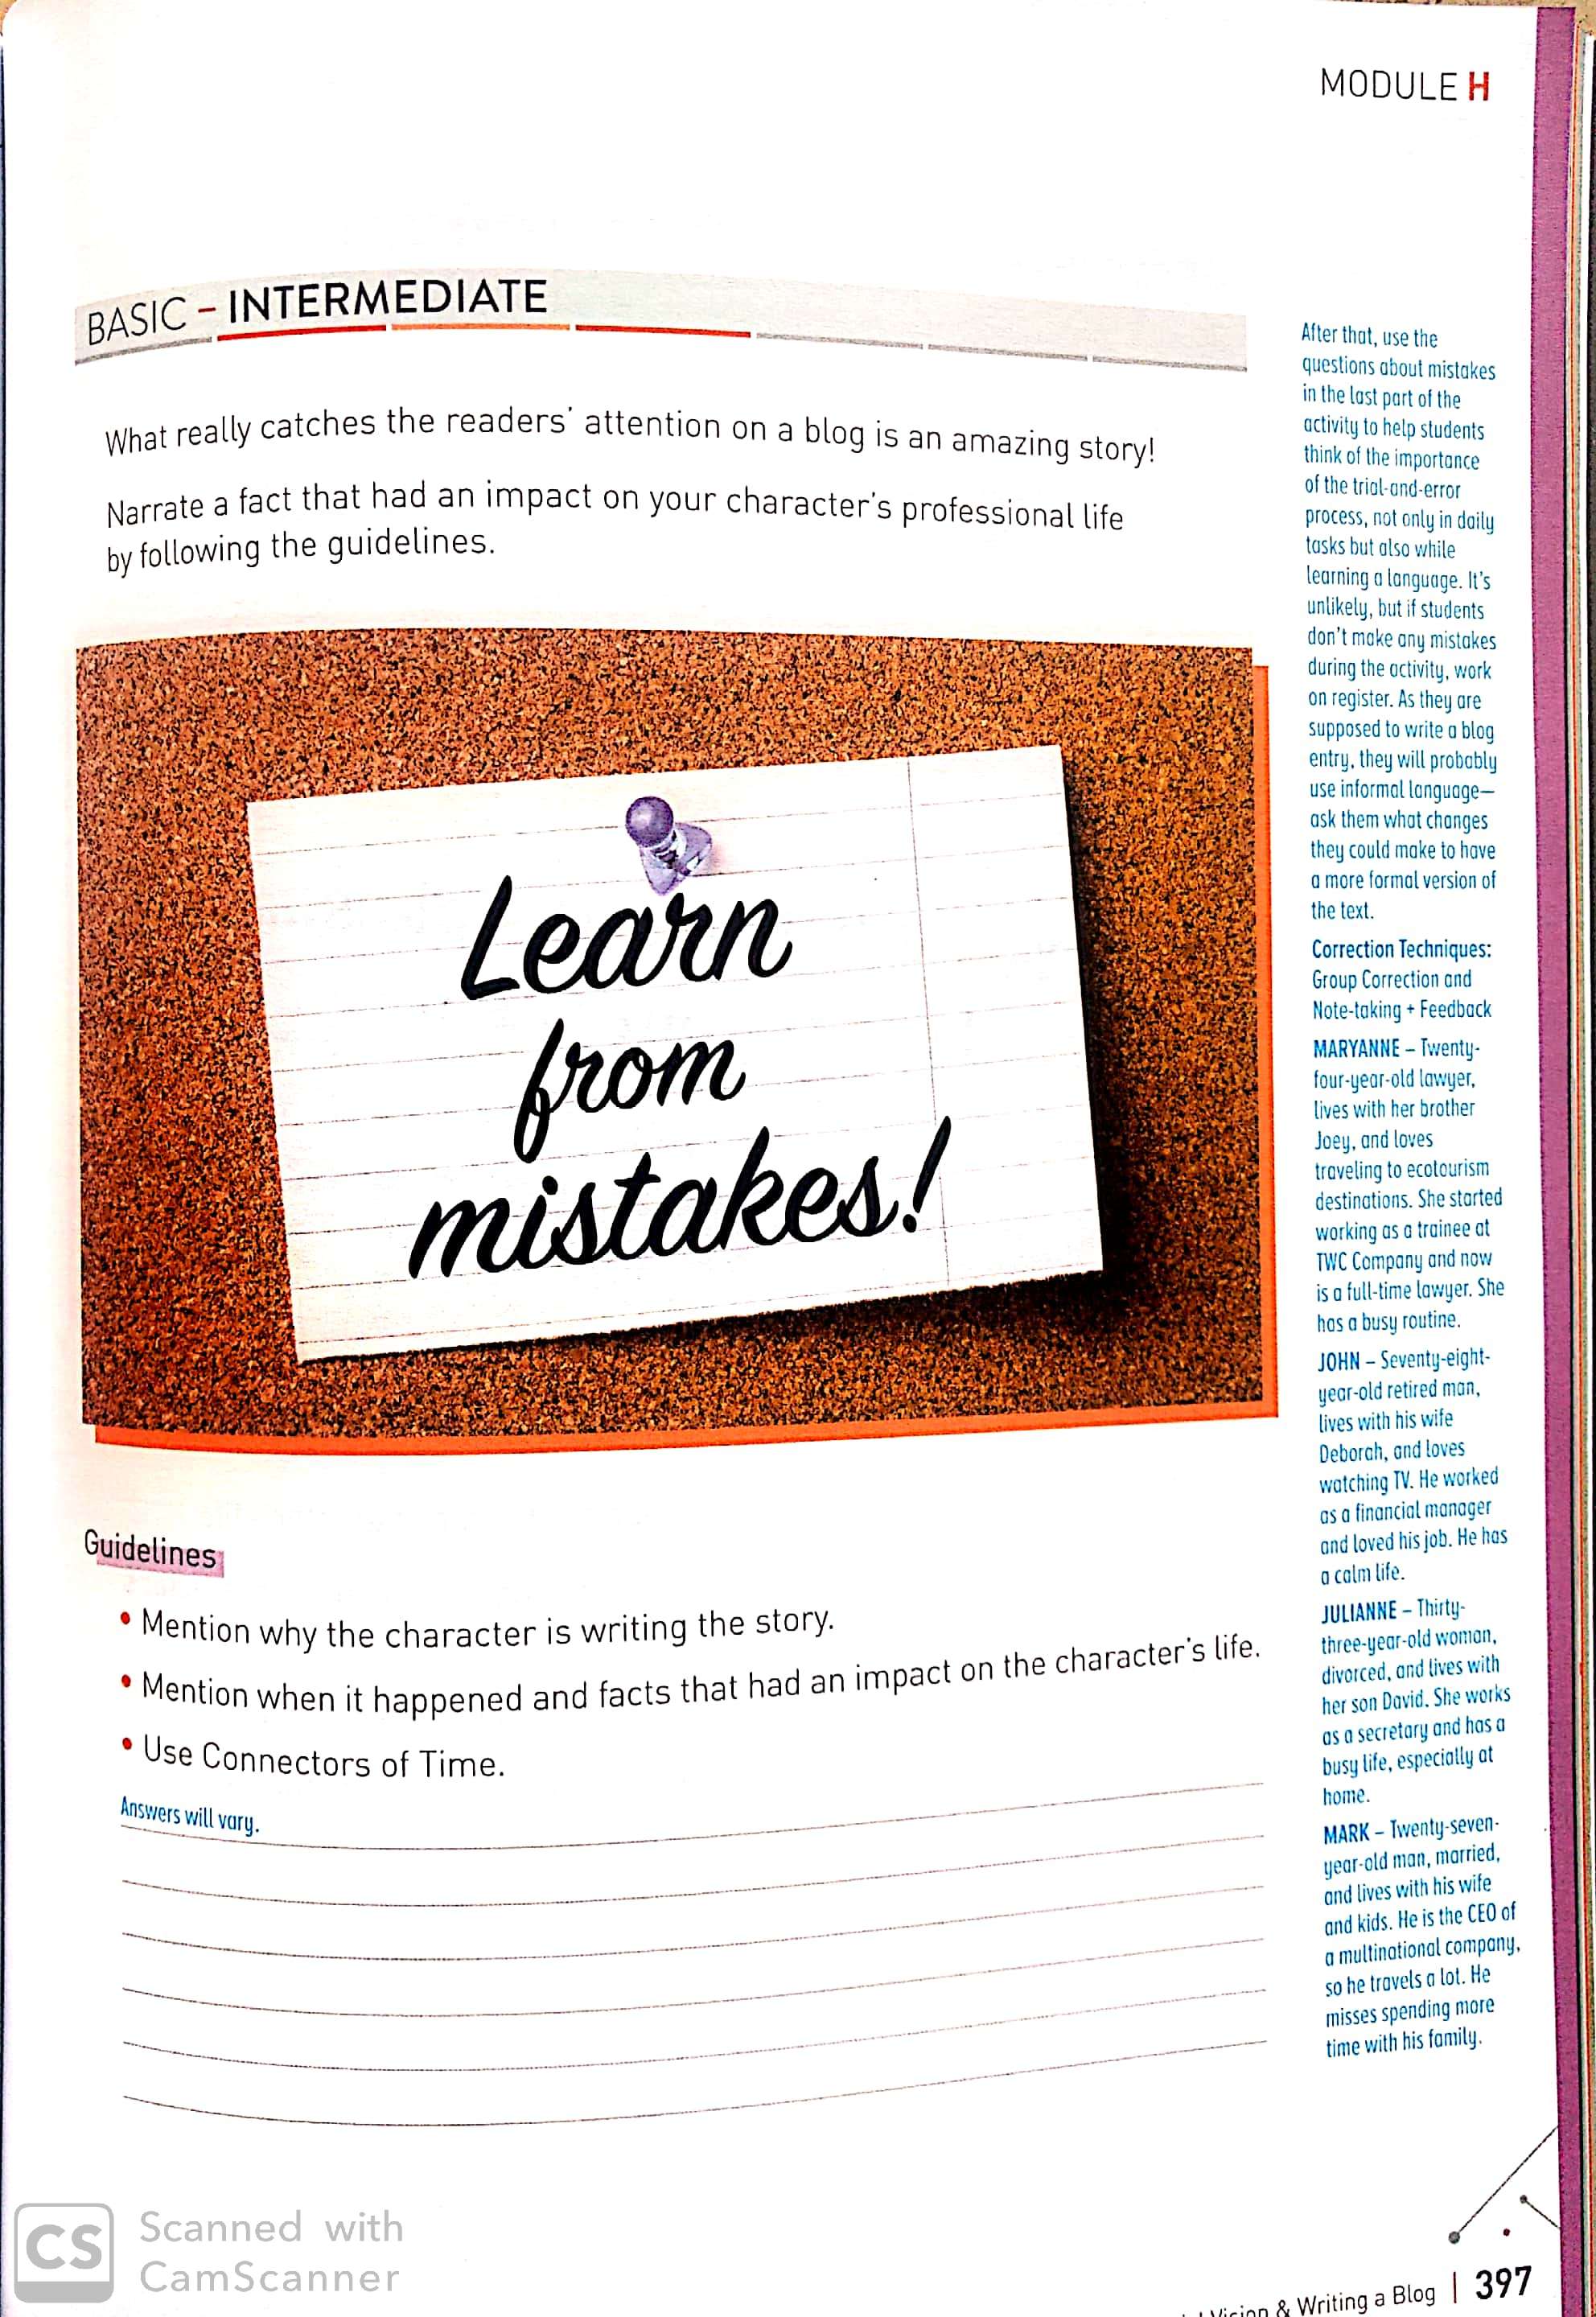 MODULE H
BASIC – INTERMEDIATE
What really catches the readers' attention on a blog is an amazing story!
Narrate a fact that had an impact on your character's professional life
by following the guidelines.
Learn
from
mistakes!
Guidelines
• Mention why the character is writing the story.
• Mention when it happened and facts that had an impact on the character's life.
• Use Connectors of Time.
Answers will vary.
After that, use the
questions about mistakes
in the last part of the
activity to help students
think of the importance
of the trial-and-error
process, not only in daily
tasks but also while
learning a language. It's
unlikely, but if students
don't make any mistakes
during the activity, work
on register. As they are
supposed to write a blog
entry, they will probably
use informal language—
ask them what changes
they could make to have
a more formal version of
the text.
Correction Techniques:
Group Correction and
Note-taking + Feedback
MARYANNE – Twenty-
four-year-old lawyer,
lives with her brother
Joey, and loves
traveling to ecotourism
destinations. She started
working as a trainee at
TWC Company and now
is a full-time lawyer. She
has a busy routine.
JOHN – Seventy-eight-
year-old retired man,
lives with his wife
Deborah, and loves
watching TV. He worked
as a financial manager
and loved his job. He has
a calm life.
JULIANNE – Thirty-
three-year-old woman,
divorced, and lives with
her son David. She works
as a secretary and has a
busy life, especially at
home.
MARK – Twenty-seven-
year-old man, married,
and lives with his wife
and kids. He is the CEO of
a multinational company,
so he travels a lot. He
misses spending more
time with his family.
CS Scanned with
CamScanner
Vision & Writing a Blog | 397